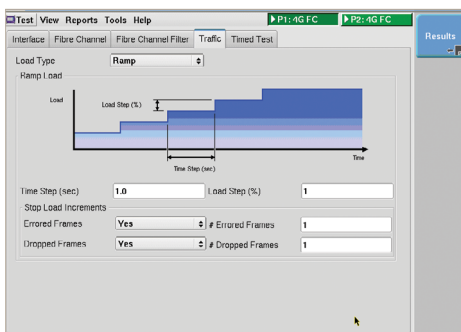 Test View Reports Tools Help P1: 4G FC P2: 4G FC
Results
Interface Fibre Channel Fibre Channel Filter Traffic Timed Test
Load Type Ramp
Ramp Load
Load
Load Step (%)
Time
Time Step (sec)
Time Step (sec) 1.0 Load Step (%) 1
Stop Load Increments
Errored Frames Yes # Errored Frames 1
Dropped Frames Yes # Dropped Frames 1